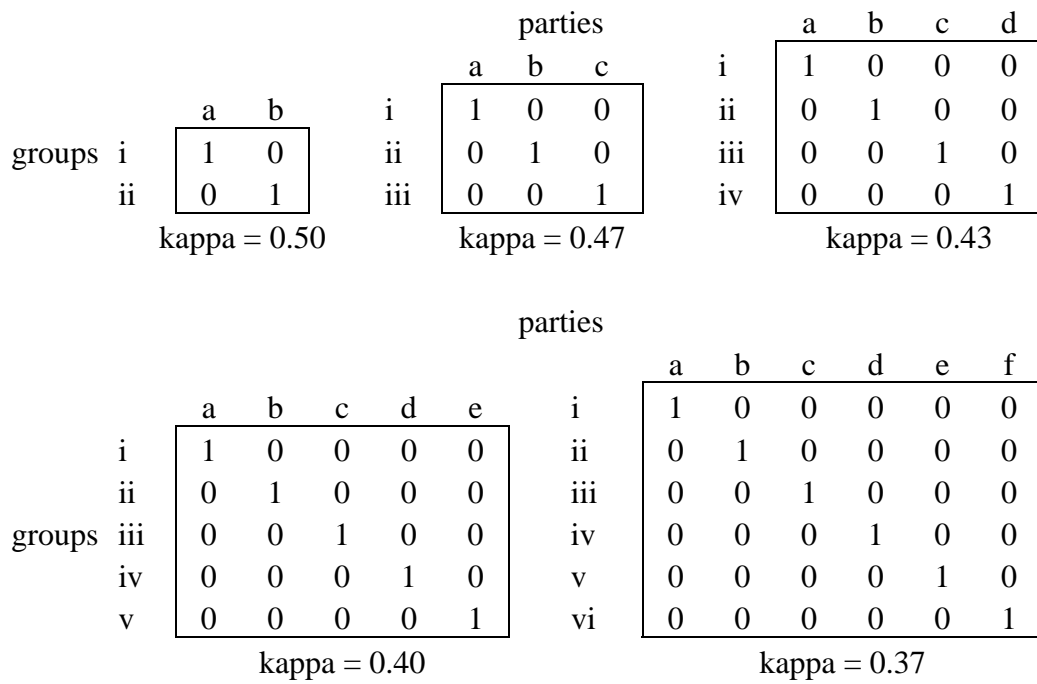 parties
a b c d
a b c
i 1 0 0 0
a b
i 1 0 0
ii 0 1 0 0
groups i 1 0
ii 0 1 0
iii 0 0 1 0
ii 0 1
iii 0 0 1
iv 0 0 0 1
kappa = 0.50
kappa = 0.47
kappa = 0.43
parties
a b c d e
i 1 0 0 0 0
ii 0 1 0 0 0
groups iii 0 0 1 0 0
iv 0 0 0 1 0
v 0 0 0 0 1
kappa = 0.40
a b c d e f
i 1 0 0 0 0 0
ii 0 1 0 0 0 0
iii 0 0 1 0 0 0
iv 0 0 0 1 0 0
v 0 0 0 0 1 0
vi 0 0 0 0 0 1
kappa = 0.37